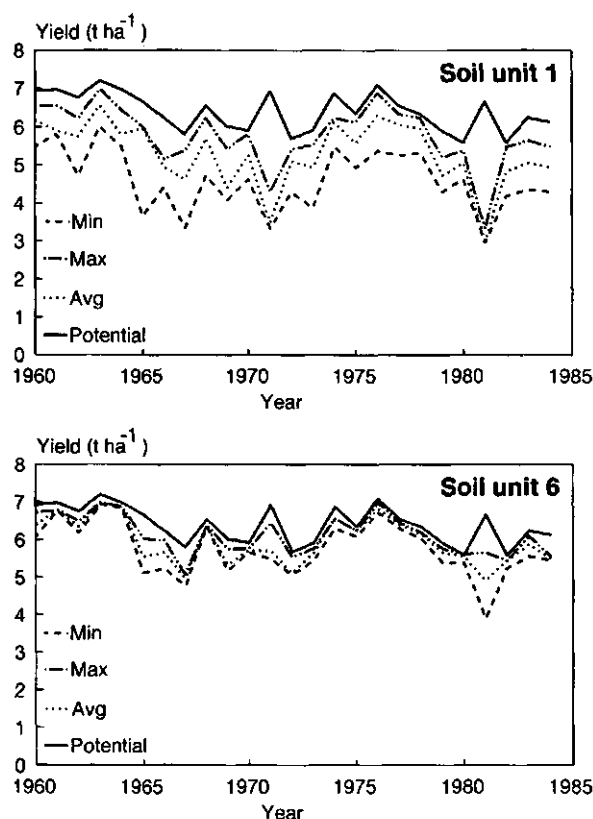 Yield (t ha⁻¹)
Soil unit 1
8
7
6
5
4
3
2
1
0
Min
Max
Avg
Potential
1960 1965 1970 1975 1980 1985
Year
Yield (t ha⁻¹)
Soil unit 6
8
7
6
5
4
3
2
1
0
Min
Max
Avg
Potential
1960 1965 1970 1975 1980 1985
Year